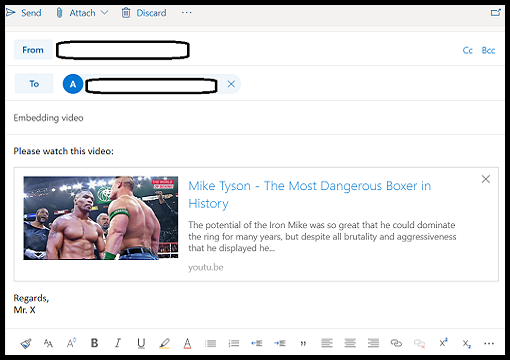 Send Attach Discard ...
From Cc Bcc
To A
Embedding video
Please watch this video:
Mike Tyson - The Most Dangerous Boxer in
History
The potential of the Iron Mike was so great that he could dominate
the ring for many years, but despite all brutality and aggressiveness
that he displayed he...
youtu.be
Regards,
Mr. X